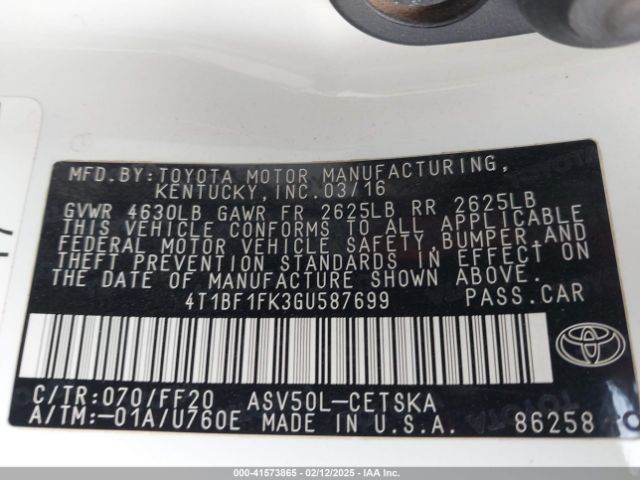 MFD.BY:TOYOTA MOTOR MANUFACTURING,
KENTUCKY,INC.03/16
GVWR 4630LB GAWR FR 2625LB RR 2625LB
THIS VEHICLE CONFORMS TO ALL APPLICABLE
FEDERAL MOTOR VEHICLE SAFETY,BUMPER,AND
THEFT PREVENTION STANDARDS IN EFFECT ON
THE DATE OF MANUFACTURE SHOWN ABOVE.
4T1BF1FK3GU587699 PASS.CAR
C/TR:070/FF20 ASV50L-CETSKA
A/TM:-01A/U760E MADE IN U.S.A. 86258
000-41573865 - 02/12/2025 - IAA Inc.